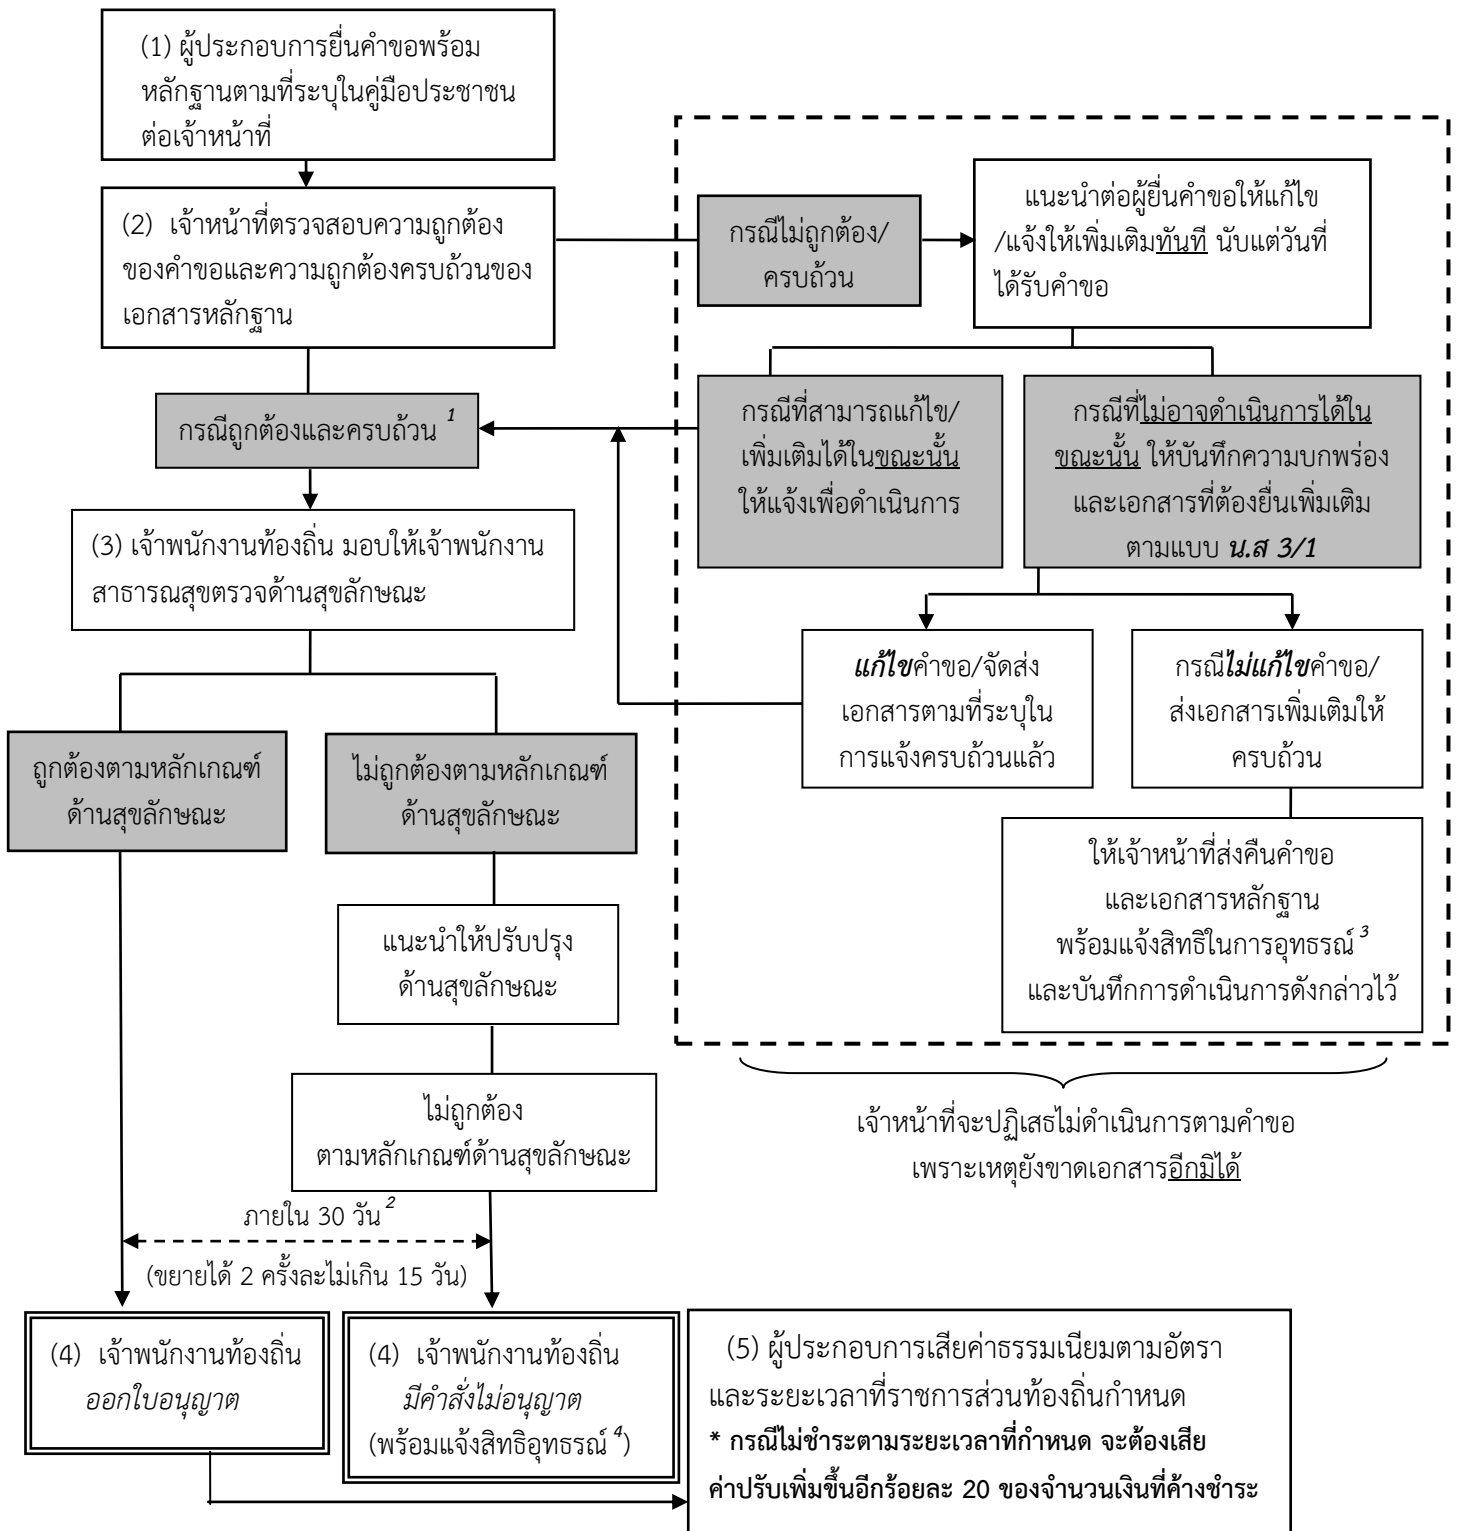 (1) ผู้ประกอบการยื่นคำขอพร้อม
หลักฐานตามที่ระบุในคู่มือประชาชน
ต่อเจ้าหน้าที่
(2) เจ้าหน้าที่ตรวจสอบความถูกต้อง
ของคำขอและความถูกต้องครบถ้วนของ
เอกสารหลักฐาน
กรณีไม่ถูกต้อง/
ครบถ้วน
แนะนำต่อผู้ยื่นคำขอให้แก้ไข
/แจ้งให้เพิ่มเติมทันที นับแต่วันที่
ได้รับคำขอ
กรณีถูกต้องและครบถ้วน 1
กรณีที่สามารถแก้ไข/
เพิ่มเติมได้ในขณะนั้น
ให้แจ้งเพื่อดำเนินการ
กรณีที่ไม่อาจดำเนินการได้ใน
ขณะนั้น ให้บันทึกความบกพร่อง
และเอกสารที่ต้องยื่นเพิ่มเติม
ตามแบบ น.ส 3/1
(3) เจ้าพนักงานท้องถิ่น มอบให้เจ้าพนักงาน
สาธารณสุขตรวจด้านสุขลักษณะ
แก้ไขคำขอ/จัดส่ง
เอกสารตามที่ระบุใน
การแจ้งครบถ้วนแล้ว
กรณีไม่แก้ไขคำขอ/
ส่งเอกสารเพิ่มเติมให้
ครบถ้วน
ถูกต้องตามหลักเกณฑ์
ด้านสุขลักษณะ
ไม่ถูกต้องตามหลักเกณฑ์
ด้านสุขลักษณะ
ให้เจ้าหน้าที่ส่งคืนคำขอ
และเอกสารหลักฐาน
พร้อมแจ้งสิทธิในการอุทธรณ์ 3
และบันทึกการดำเนินการดังกล่าวไว้
แนะนำให้ปรับปรุง
ด้านสุขลักษณะ
ไม่ถูกต้อง
ตามหลักเกณฑ์ด้านสุขลักษณะ
เจ้าหน้าที่จะปฏิเสธไม่ดำเนินการตามคำขอ
เพราะเหตุยังขาดเอกสารอีกมิได้
ภายใน 30 วัน 2
(ขยายได้ 2 ครั้งละไม่เกิน 15 วัน)
(4) เจ้าพนักงานท้องถิ่น
ออกใบอนุญาต
(4) เจ้าพนักงานท้องถิ่น
มีคำสั่งไม่อนุญาต
(พร้อมแจ้งสิทธิอุทธรณ์ 4)
(5) ผู้ประกอบการเสียค่าธรรมเนียมตามอัตรา
และระยะเวลาที่ราชการส่วนท้องถิ่นกำหนด
* กรณีไม่ชำระตามระยะเวลาที่กำหนด จะต้องเสีย
ค่าปรับเพิ่มขึ้นอีกร้อยละ 20 ของจำนวนเงินที่ค้างชำระ